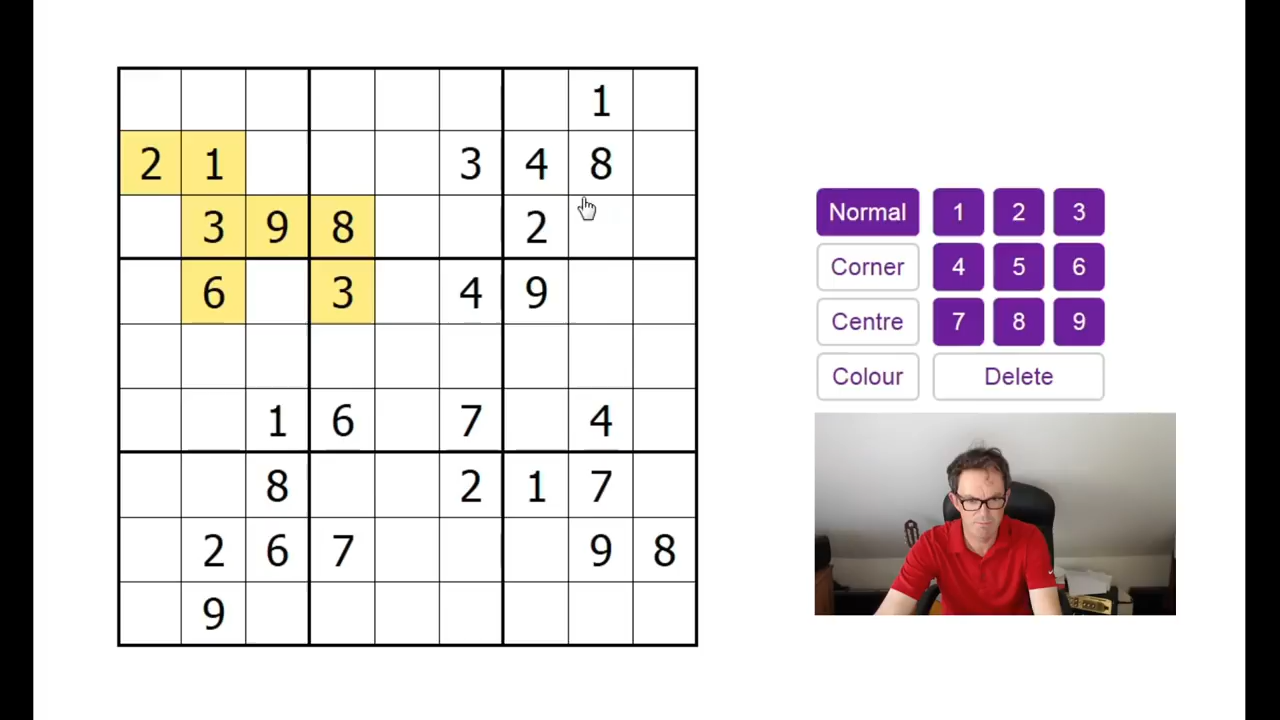 1
2 1 3 4 8
3 9 8 2
6 3 4 9
1 6 7 4
8 2 1 7
2 6 7 9 8
9
Normal 1 2 3
Corner 4 5 6
Centre 7 8 9
Colour Delete